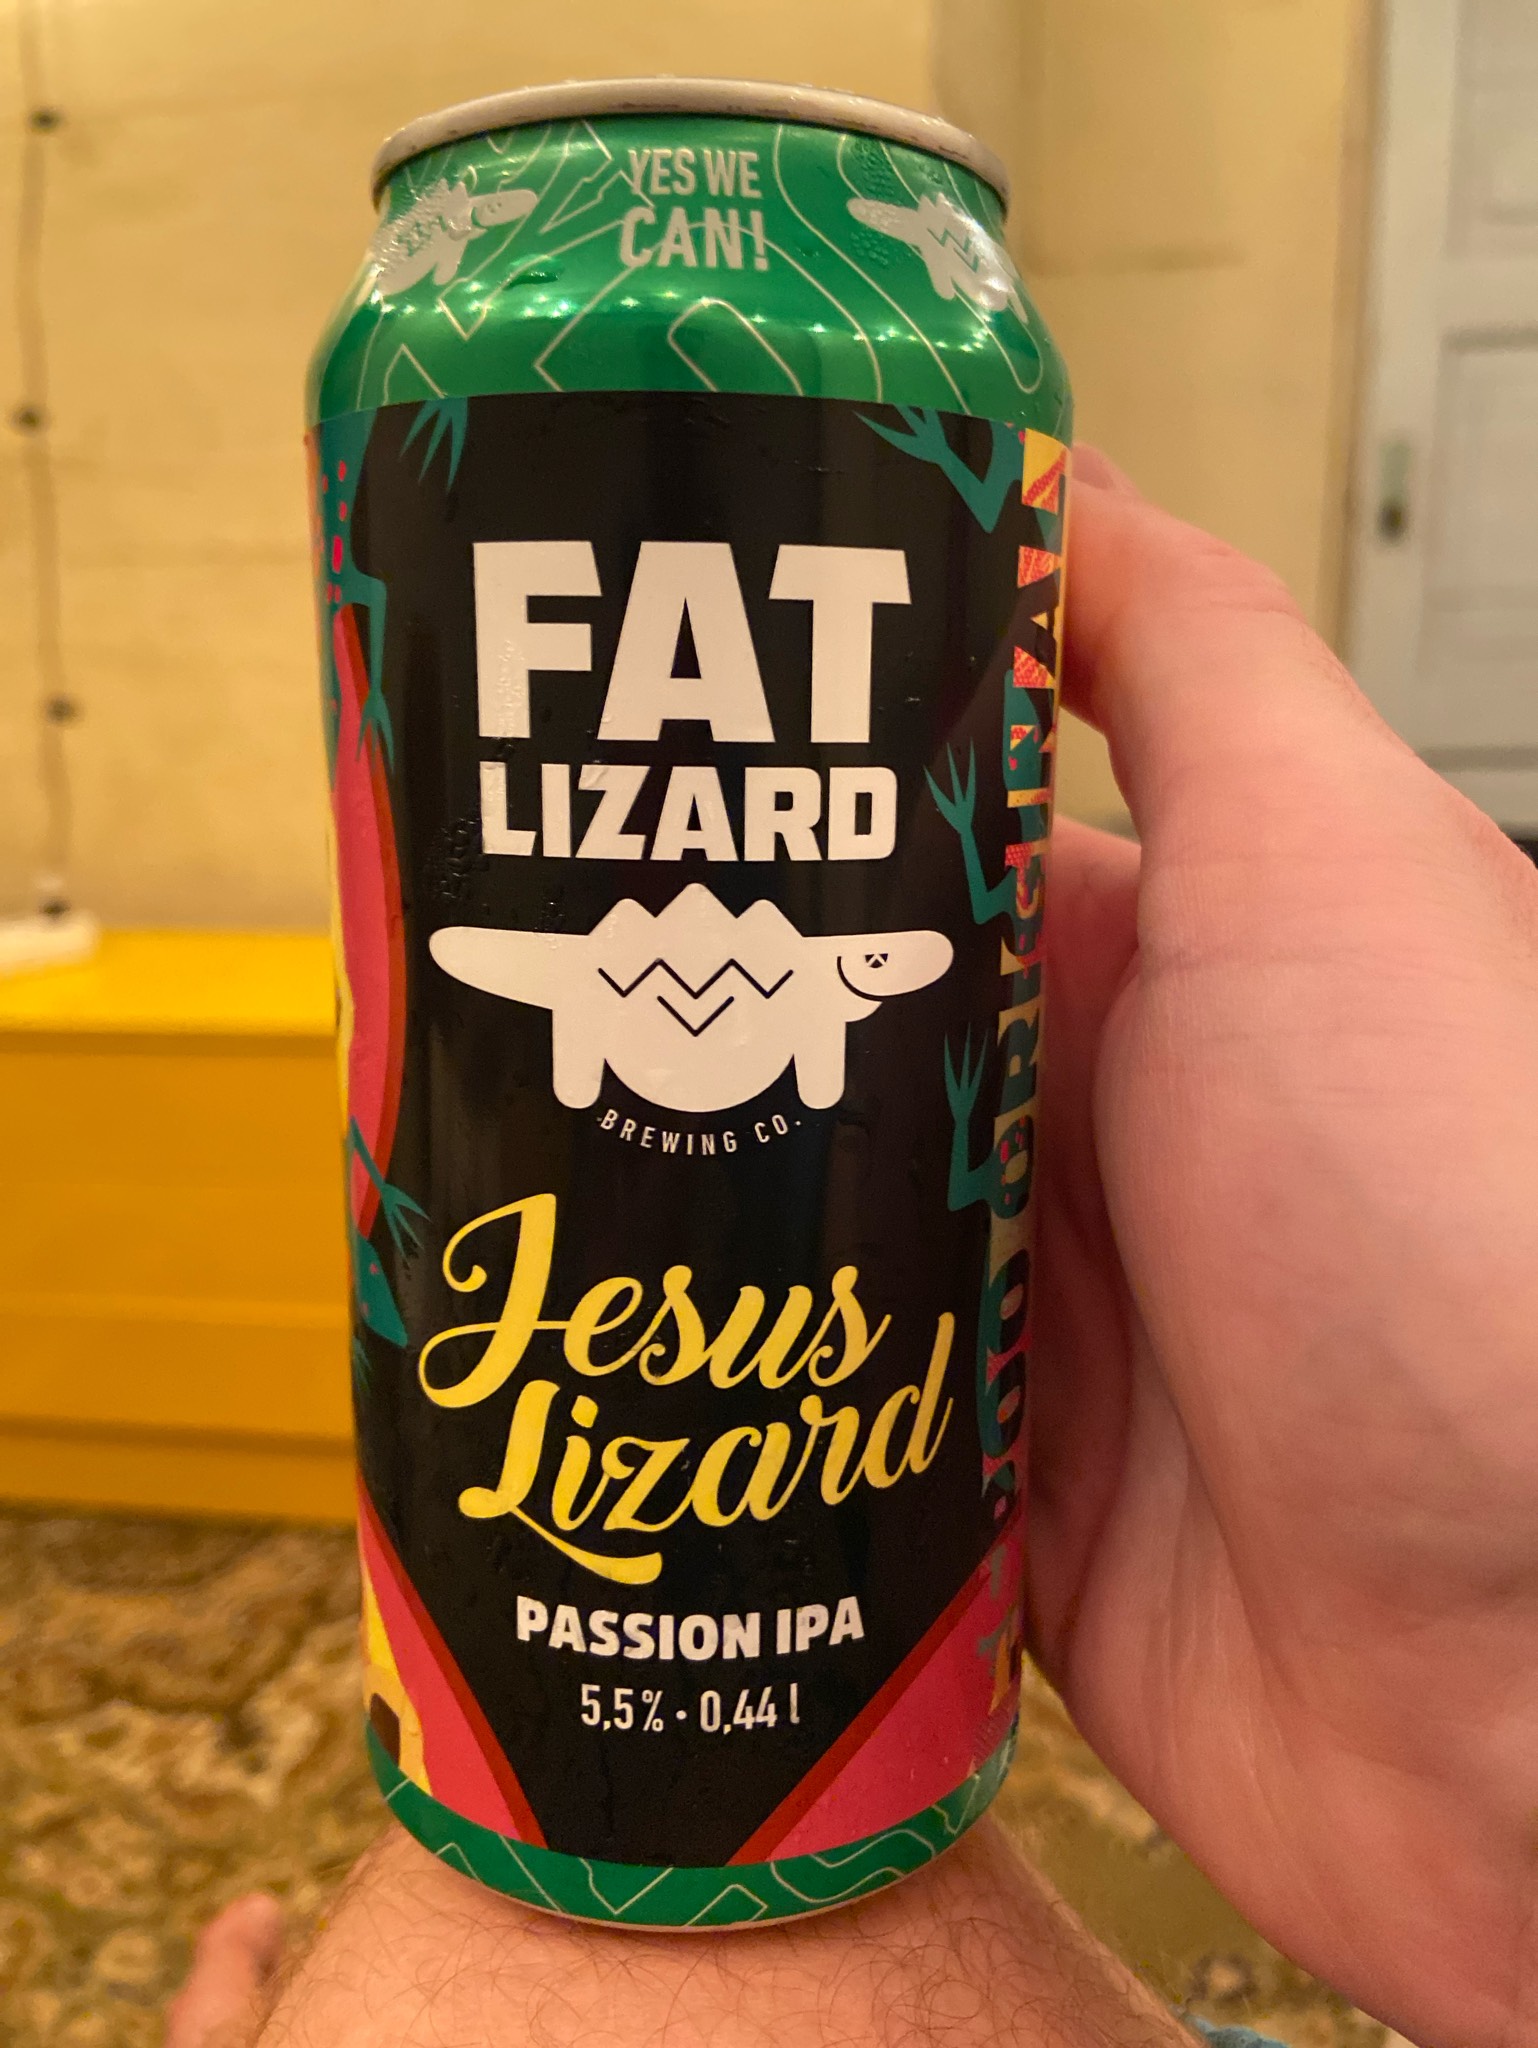 YES WE
CAN!
FAT
LIZARD
BREWING CO.
Jesus
Lizard
PASSION IPA
5,5% · 0,44 l